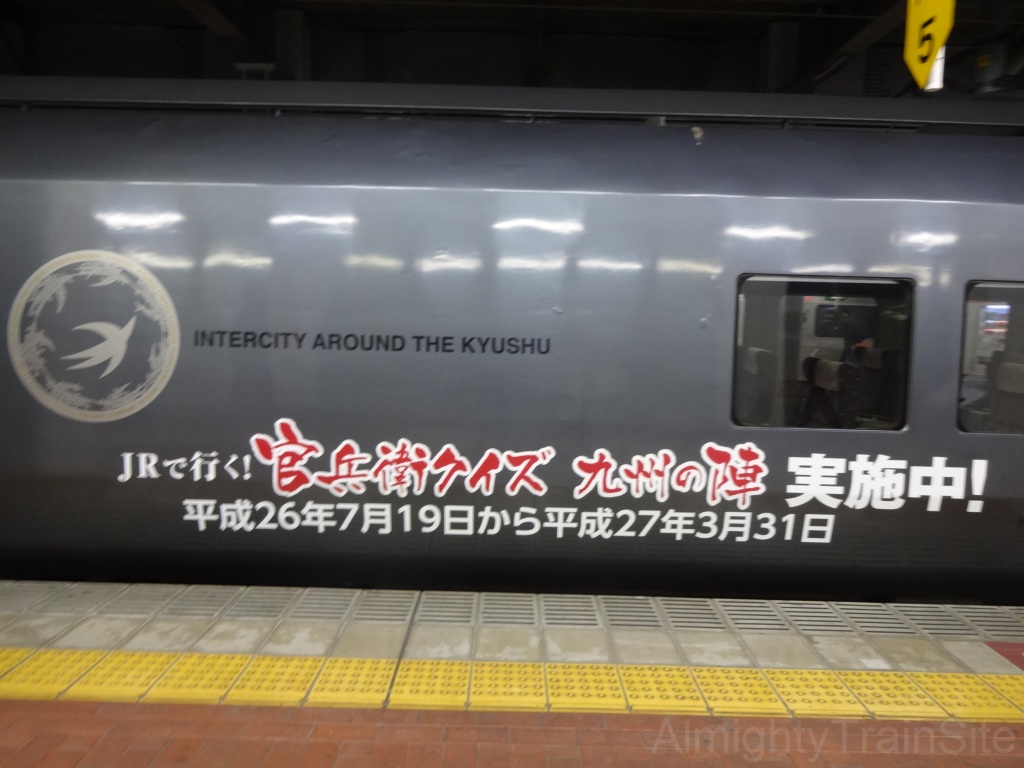 5
INTERCITY AROUND THE KYUSHU
JRで行く!官兵衛クイズ 九州の陣 実施中!
平成26年7月19日から平成27年3月31日
AlmightyTrainSite